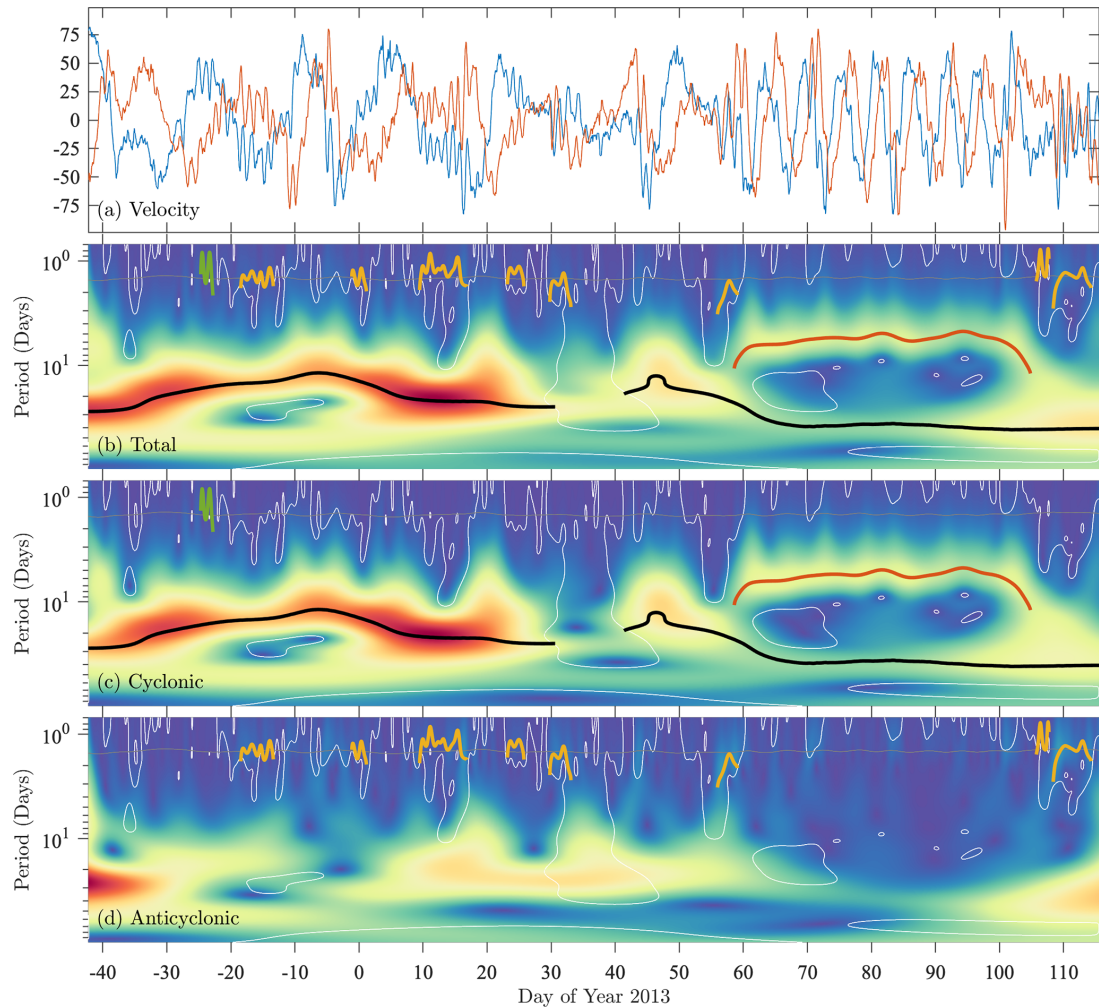 75
50
25
0
-25
-50
-75
(a) Velocity
10^0
10^1
Period (Days)
(b) Total
10^0
10^1
Period (Days)
(c) Cyclonic
10^0
10^1
Period (Days)
(d) Anticyclonic
-40 -30 -20 -10 0 10 20 30 40 50 60 70 80 90 100 110
Day of Year 2013